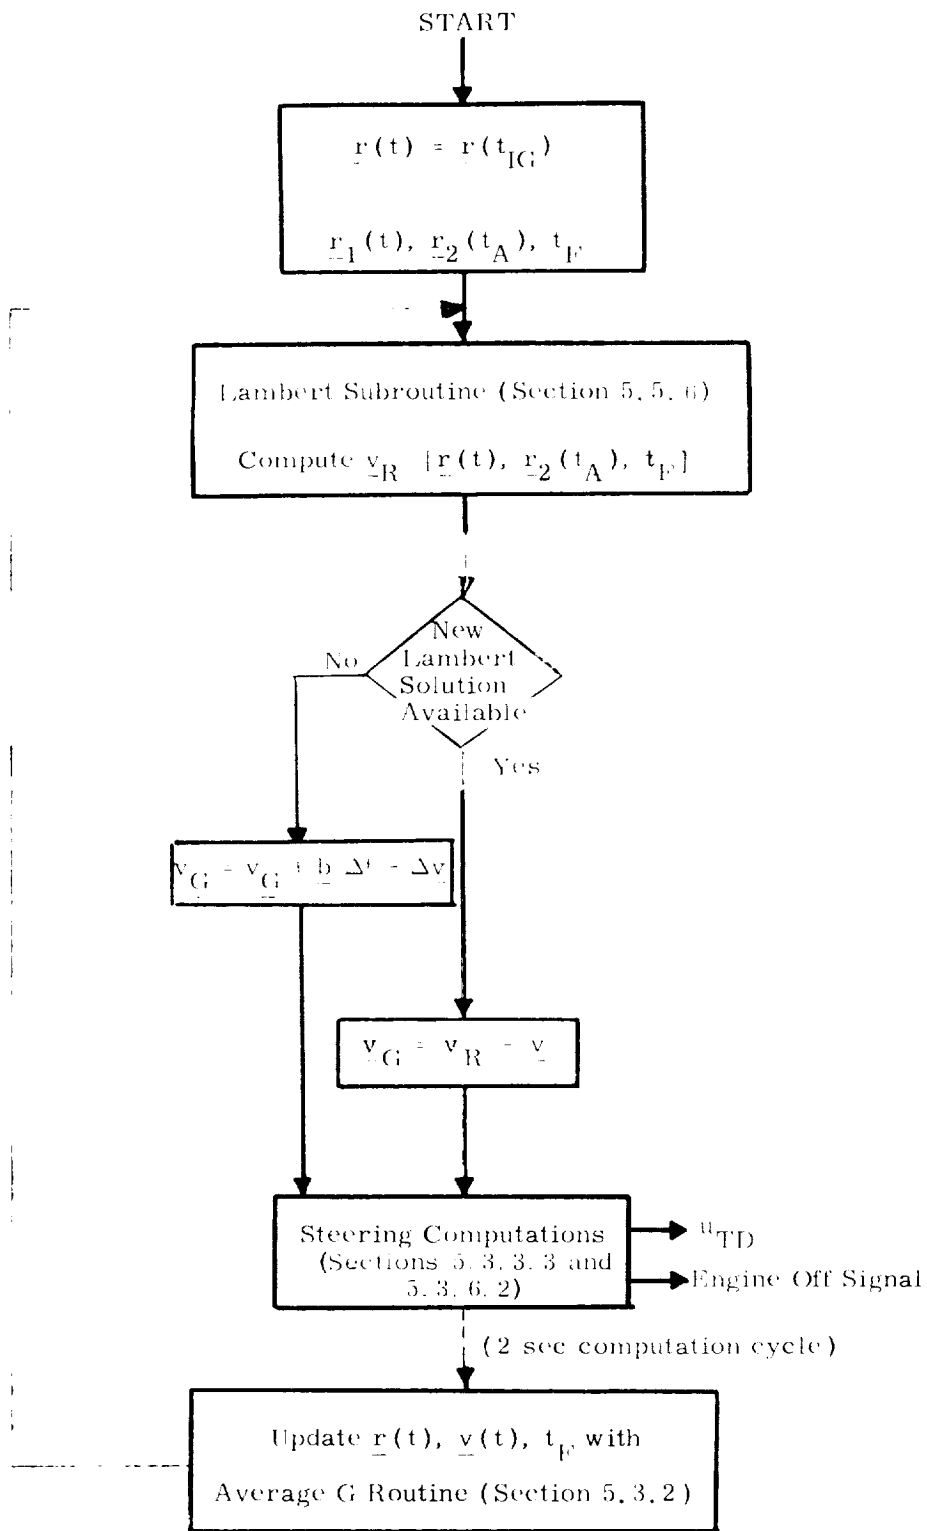 START
r(t) = r(t_IG)
r_1(t), r_2(t_A), t_F
Lambert Subroutine (Section 5.5.6)
Compute v_R [r(t), r_2(t_A), t_F]
New
Lambert
Solution
Available
No
Yes
v_G = v_G + b Δt - Δv
v_G = v_R - v
Steering Computations
(Sections 5.3.3.3 and
5.3.6.2)
u_TD
Engine Off Signal
(2 sec computation cycle)
Update r(t), v(t), t_F with
Average G Routine (Section 5.3.2)